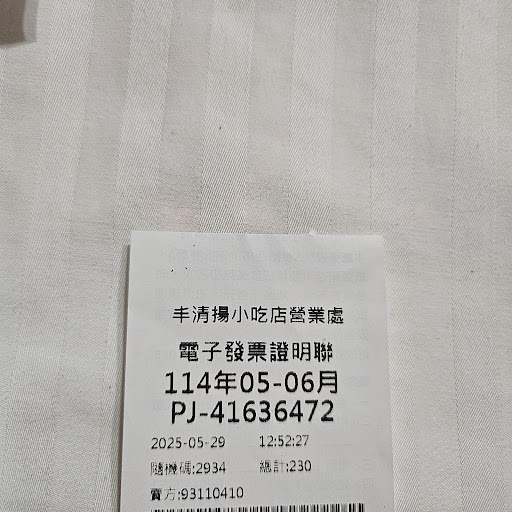 丰清揚小吃店營業處
電子發票證明聯
114年05-06月
PJ-41636472
2025-05-29 12:52:27
隨機碼:2934 總計:230
賣方:93110410